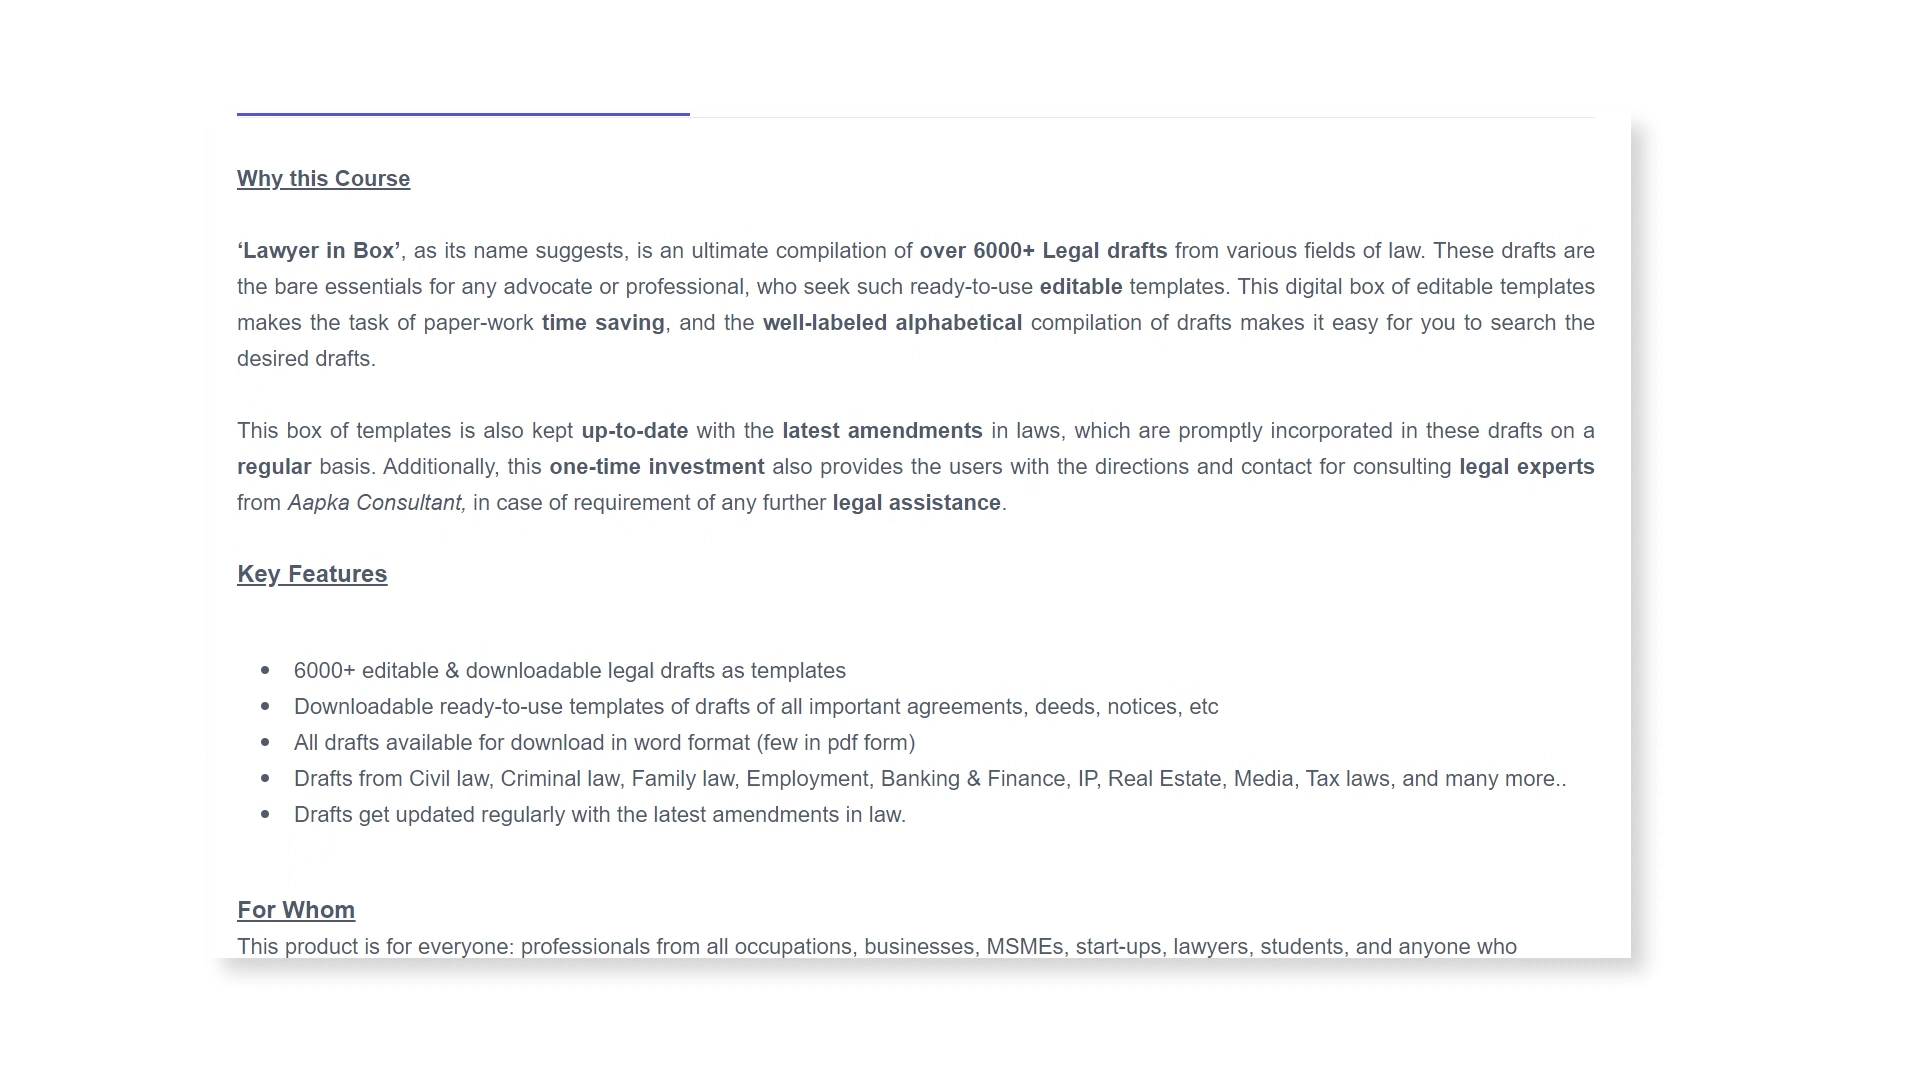 Why this Course
‘Lawyer in Box’, as its name suggests, is an ultimate compilation of over 6000+ Legal drafts from various fields of law. These drafts are
the bare essentials for any advocate or professional, who seek such ready-to-use editable templates. This digital box of editable templates
makes the task of paper-work time saving, and the well-labeled alphabetical compilation of drafts makes it easy for you to search the
desired drafts.
This box of templates is also kept up-to-date with the latest amendments in laws, which are promptly incorporated in these drafts on a
regular basis. Additionally, this one-time investment also provides the users with the directions and contact for consulting legal experts
from Aapka Consultant, in case of requirement of any further legal assistance.
Key Features
• 6000+ editable & downloadable legal drafts as templates
• Downloadable ready-to-use templates of drafts of all important agreements, deeds, notices, etc
• All drafts available for download in word format (few in pdf form)
• Drafts from Civil law, Criminal law, Family law, Employment, Banking & Finance, IP, Real Estate, Media, Tax laws, and many more..
• Drafts get updated regularly with the latest amendments in law.
For Whom
This product is for everyone: professionals from all occupations, businesses, MSMEs, start-ups, lawyers, students, and anyone who